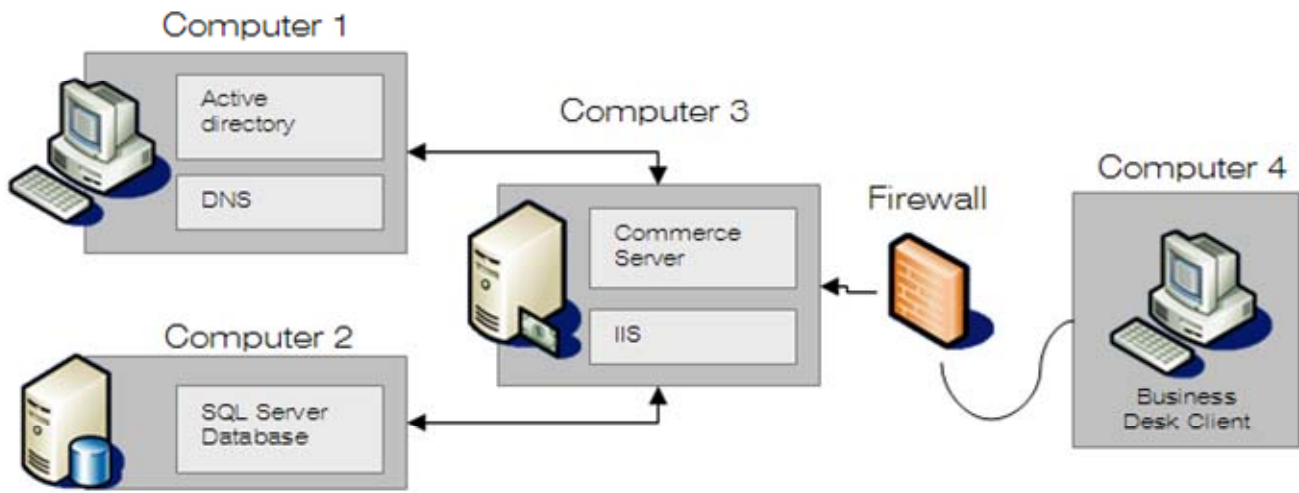 Computer 1
Active
directory
DNS
Computer 2
SQL Server
Database
Computer 3
Commerce
Server
IIS
Firewall
Computer 4
Business
Desk Client